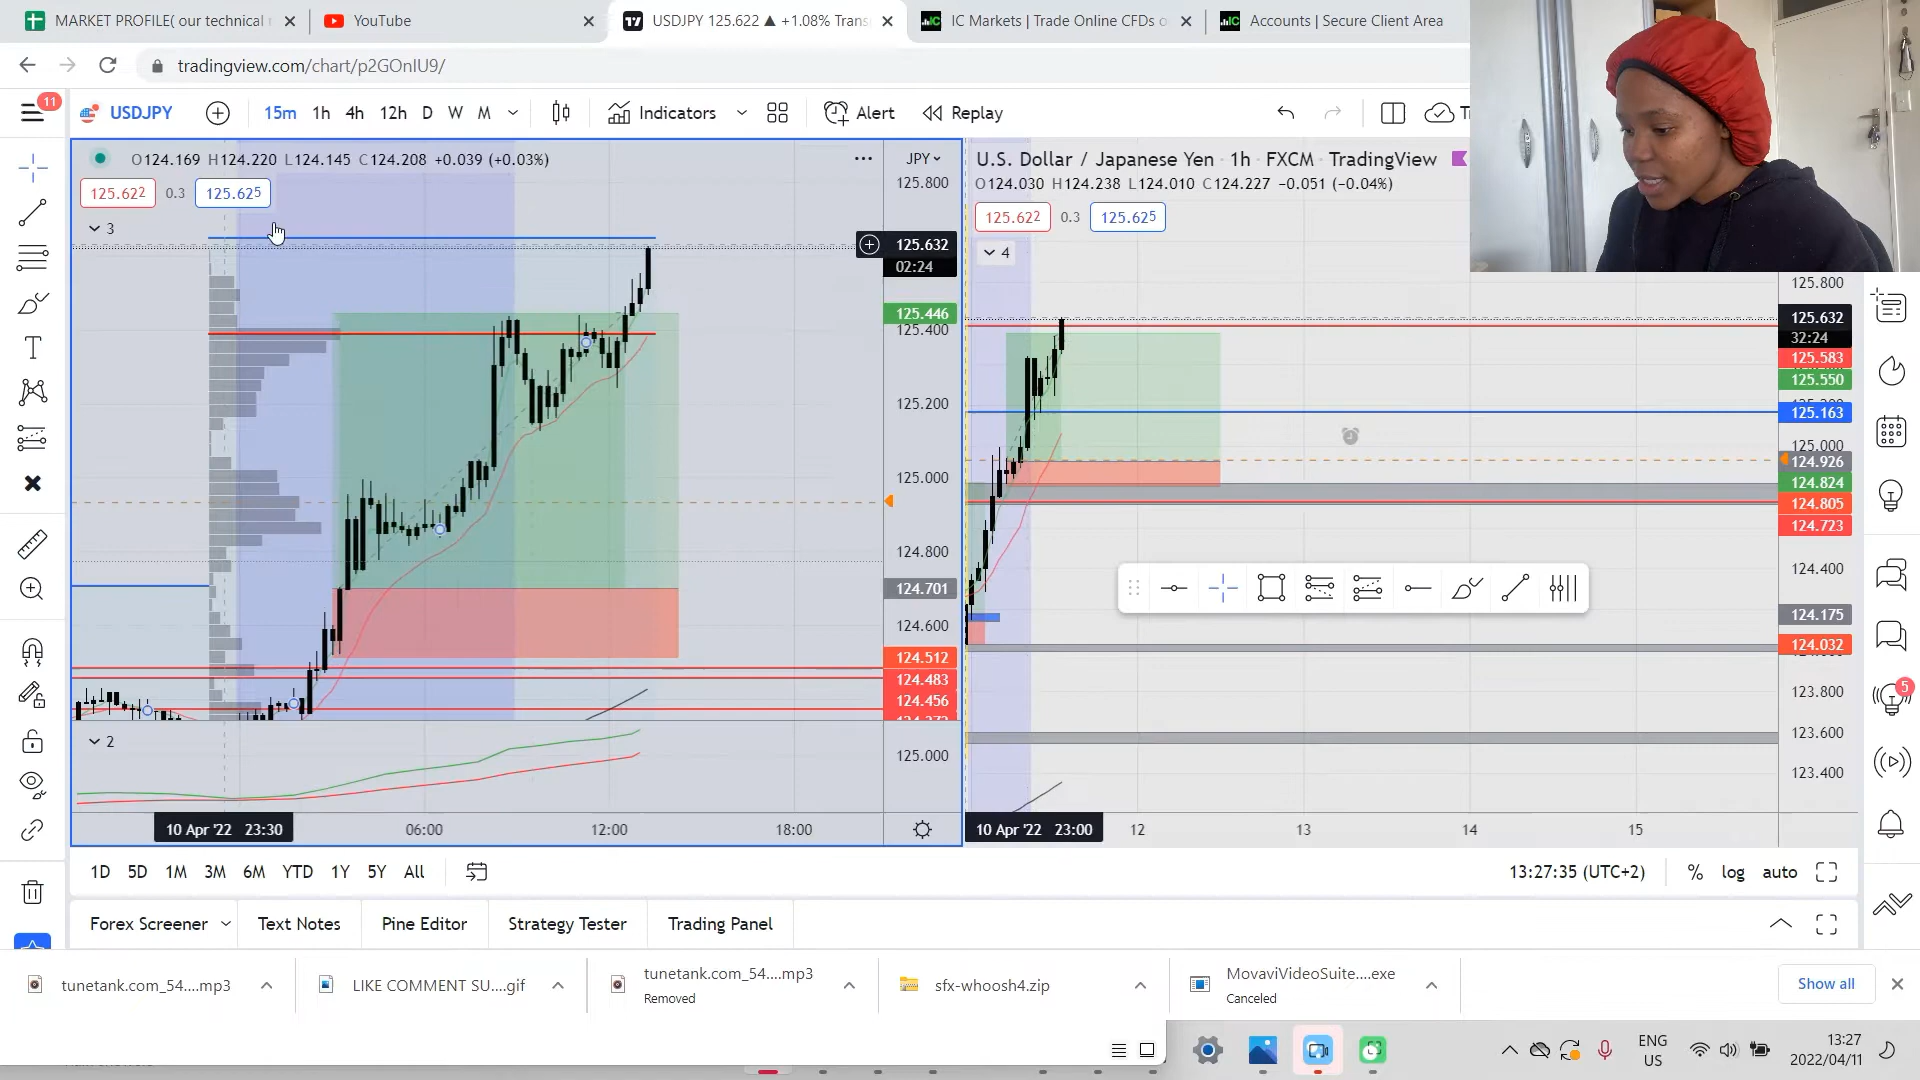 MARKET PROFILE( our technical
YouTube
USDJPY 125.622 ▲ +1.08% Trans
IC Markets | Trade Online CFDs o
Accounts | Secure Client Area
tradingview.com/chart/p2GOnIU9/
11
USDJPY
15m 1h 4h 12h D W M
Indicators
Alert
Replay
O124.169 H124.220 L124.145 C124.208 +0.039 (+0.03%)
JPY
125.622 0.3 125.625
3
125.800
125.632
02:24
125.446
125.400
125.200
125.000
124.800
124.701
124.600
124.512
124.483
124.456
2
125.000
10 Apr '22 23:30
06:00
12:00
18:00
U.S. Dollar / Japanese Yen · 1h · FXCM · TradingView
O124.030 H124.238 L124.010 C124.227 −0.051 (−0.04%)
125.622 0.3 125.625
4
125.800
125.632
32:24
125.583
125.550
125.163
125.000
124.926
124.824
124.805
124.723
124.400
124.175
124.032
123.800
123.600
123.400
10 Apr '22 23:00
12
13
14
15
5
1D 5D 1M 3M 6M YTD 1Y 5Y All
13:27:35 (UTC+2)
% log auto
Forex Screener
Text Notes
Pine Editor
Strategy Tester
Trading Panel
tunetank.com_54....mp3
LIKE COMMENT SU....gif
tunetank.com_54....mp3
Removed
sfx-whoosh4.zip
MovaviVideoSuite....exe
Canceled
Show all
ENG
US
13:27
2022/04/11